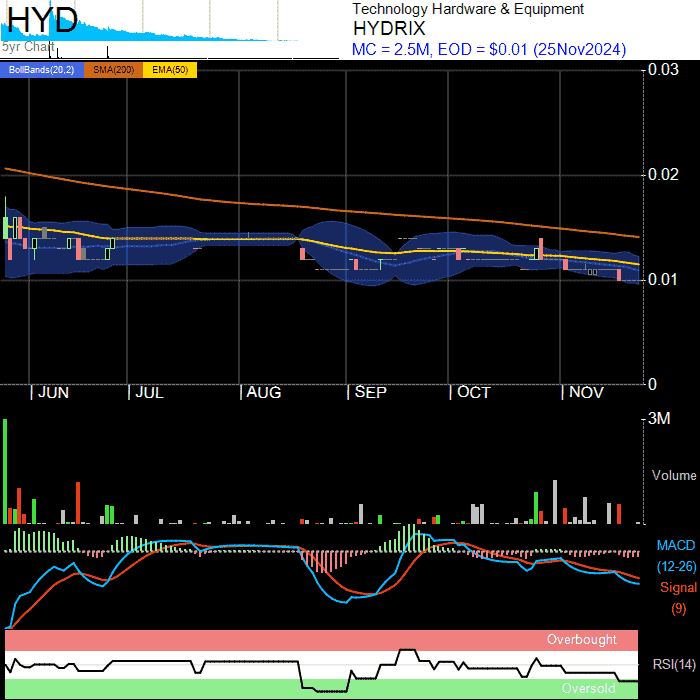 HYD
5yr Chart
Technology Hardware & Equipment
HYDRIX
MC = 2.5M, EOD = $0.01 (25Nov2024)
BollBands(20,2) SMA(200) EMA(50)
0.03
0.02
0.01
0
JUN JUL AUG SEP OCT NOV
3M
Volume
MACD
(12-26)
Signal
(9)
Overbought
RSI(14)
Oversold